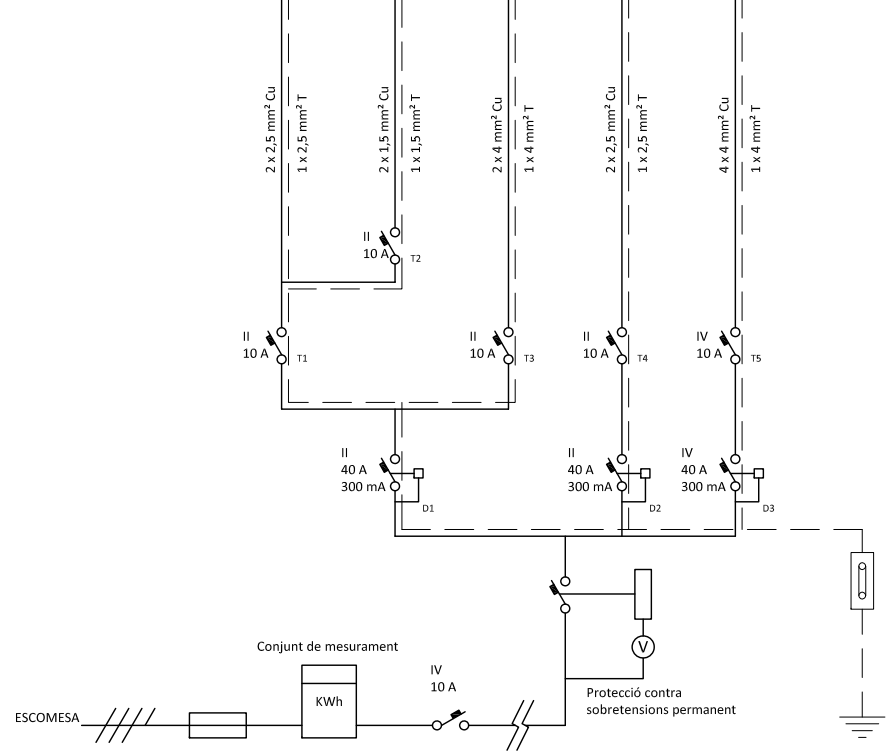 2 x 2,5 mm² Cu
1 x 2,5 mm² T
2 x 1,5 mm² Cu
1 x 1,5 mm² T
2 x 4 mm² Cu
1 x 4 mm² T
2 x 2,5 mm² Cu
1 x 2,5 mm² T
4 x 4 mm² Cu
1 x 4 mm² T
II
10 A
T2
II
10 A
T1
II
10 A
T3
II
10 A
T4
IV
10 A
T5
II
40 A
300 mA
D1
II
40 A
300 mA
D2
IV
40 A
300 mA
D3
V
Conjunt de mesurament
KWh
IV
10 A
Protecció contra
sobretensions permanent
ESCOMESA